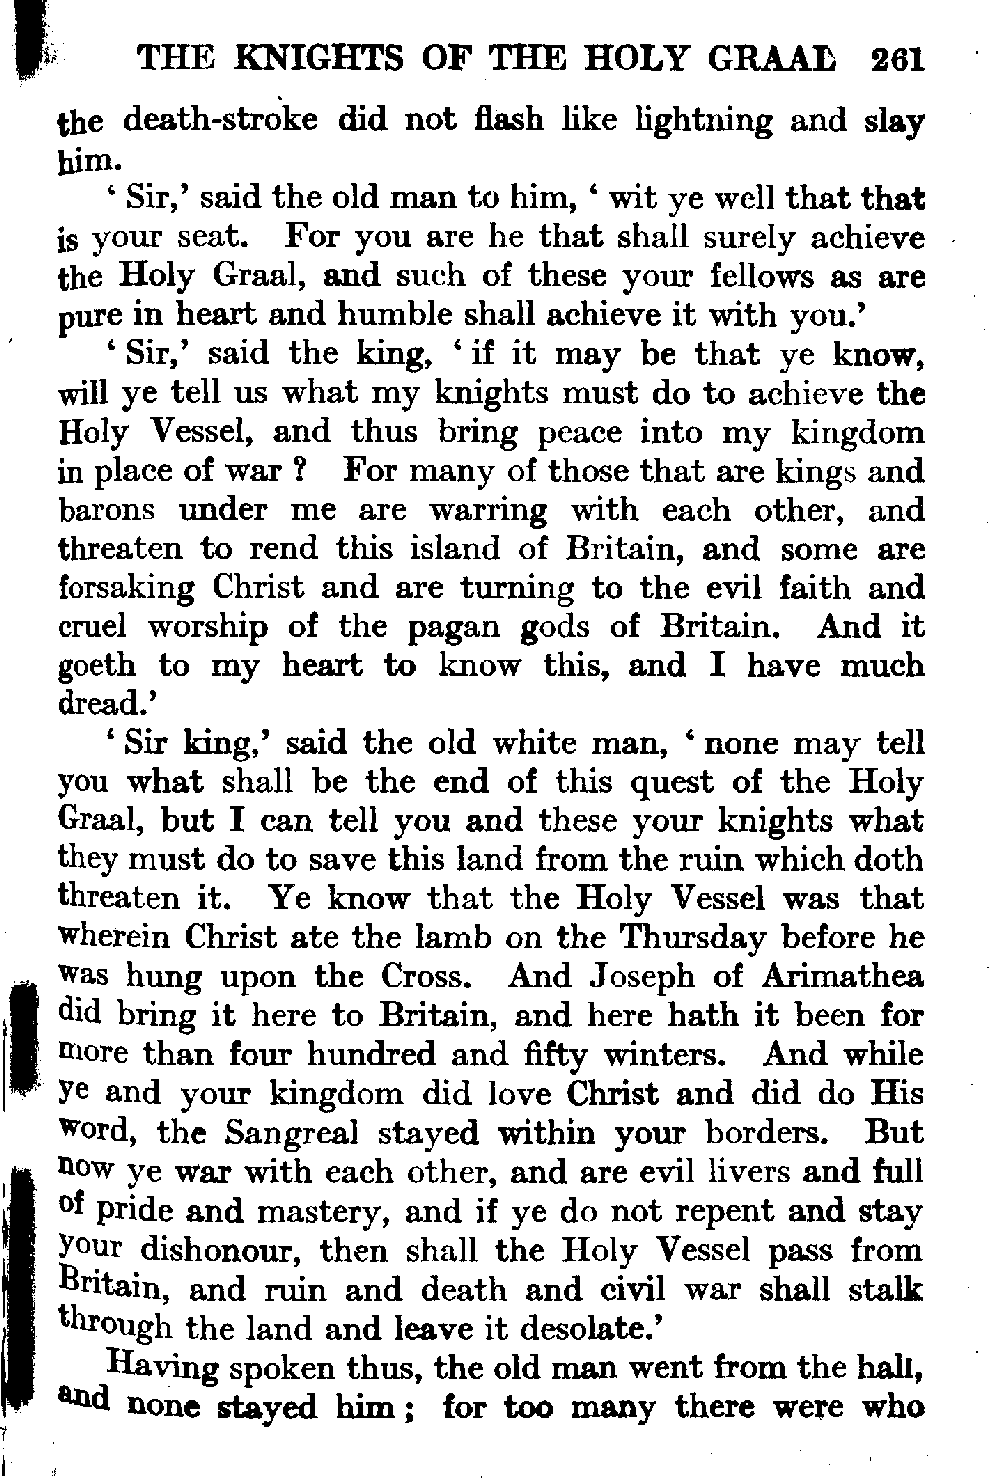 THE KNIGHTS OF THE HOLY GRAAL 261
the death-stroke did not flash like lightning and slay
him.
‘ Sir,’ said the old man to him, ‘ wit ye well that that
is your seat. For you are he that shall surely achieve
the Holy Graal, and such of these your fellows as are
pure in heart and humble shall achieve it with you.’
‘ Sir,’ said the king, ‘ if it may be that ye know,
will ye tell us what my knights must do to achieve the
Holy Vessel, and thus bring peace into my kingdom
in place of war ? For many of those that are kings and
barons under me are warring with each other, and
threaten to rend this island of Britain, and some are
forsaking Christ and are turning to the evil faith and
cruel worship of the pagan gods of Britain. And it
goeth to my heart to know this, and I have much
dread.’
‘ Sir king,’ said the old white man, ‘ none may tell
you what shall be the end of this quest of the Holy
Graal, but I can tell you and these your knights what
they must do to save this land from the ruin which doth
threaten it. Ye know that the Holy Vessel was that
wherein Christ ate the lamb on the Thursday before he
was hung upon the Cross. And Joseph of Arimathea
did bring it here to Britain, and here hath it been for
more than four hundred and fifty winters. And while
ye and your kingdom did love Christ and did do His
word, the Sangreal stayed within your borders. But
now ye war with each other, and are evil livers and full
of pride and mastery, and if ye do not repent and stay
your dishonour, then shall the Holy Vessel pass from
Britain, and ruin and death and civil war shall stalk
through the land and leave it desolate.’
Having spoken thus, the old man went from the hall,
and none stayed him ; for too many there were who